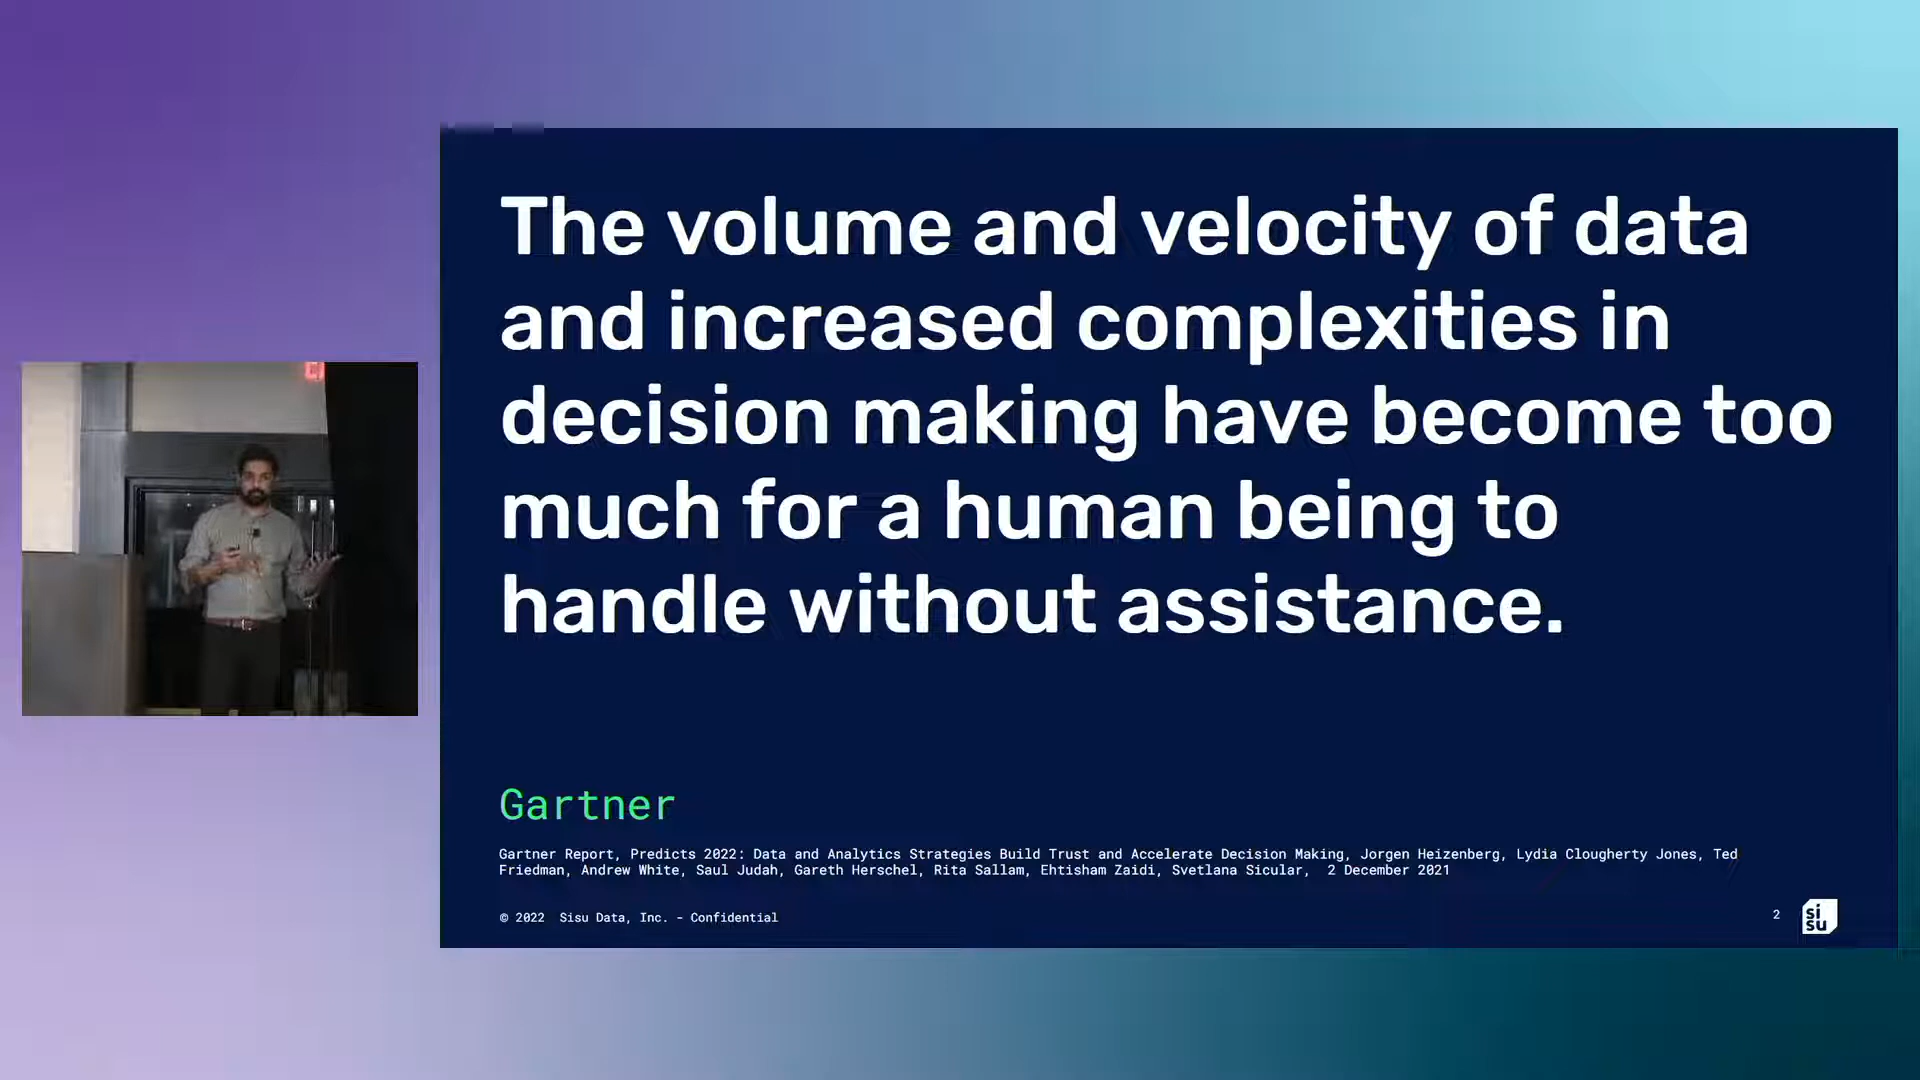 The volume and velocity of data
and increased complexities in
decision making have become too
much for a human being to
handle without assistance.
Gartner
Gartner Report, Predicts 2022: Data and Analytics Strategies Build Trust and Accelerate Decision Making, Jorgen Heizenberg, Lydia Clougherty Jones, Ted
Friedman, Andrew White, Saul Judah, Gareth Herschel, Rita Sallam, Ehtisham Zaidi, Svetlana Sicular, 2 December 2021
© 2022 Sisu Data, Inc. - Confidential
2
si
su